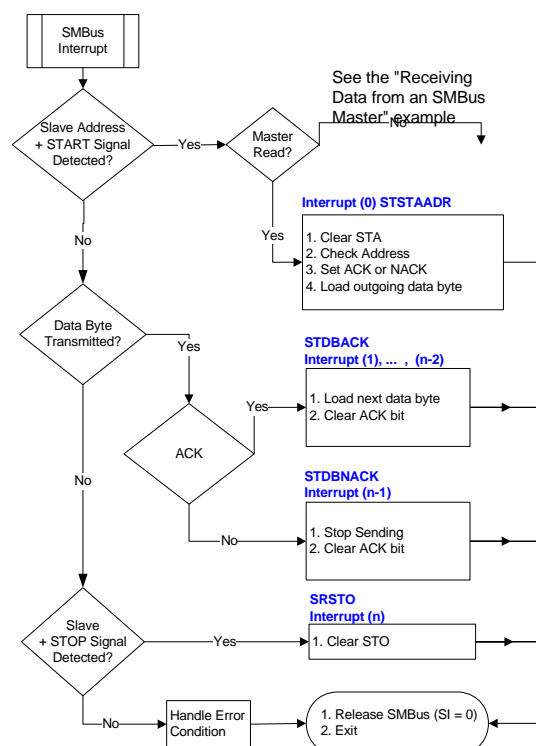 SMBus
Interrupt
See the "Receiving
Data from an SMBus
Master" example
Slave Address
+ START Signal
Detected?
Yes
Master
Read?
No
Interrupt (0) STSTAADR
Yes
1. Clear STA
2. Check Address
3. Set ACK or NACK
4. Load outgoing data byte
No
Data Byte
Transmitted?
Yes
STDBACK
Interrupt (1), ... , (n-2)
Yes
1. Load next data byte
2. Clear ACK bit
ACK
No
STDBNACK
Interrupt (n-1)
No
1. Stop Sending
2. Clear ACK bit
SRSTO
Interrupt (n)
Slave
+ STOP Signal
Detected?
Yes
1. Clear STO
No
Handle Error
Condition
1. Release SMBus (SI = 0)
2. Exit